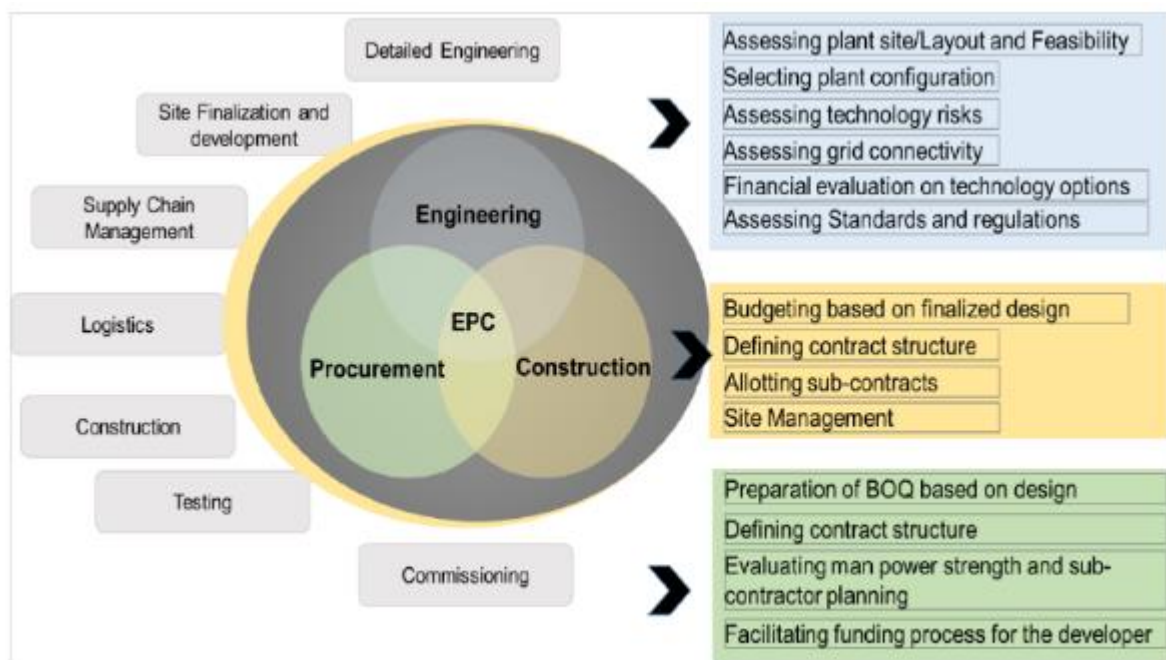 Detailed Engineering
Site Finalization and
development
Supply Chain
Management
Logistics
Construction
Testing
Commissioning
Engineering
EPC
Procurement
Construction
Assessing plant site/Layout and Feasibility
Selecting plant configuration
Assessing technology risks
Assessing grid connectivity
Financial evaluation on technology options
Assessing Standards and regulations
Budgeting based on finalized design
Defining contract structure
Allotting sub-contracts
Site Management
Preparation of BOQ based on design
Defining contract structure
Evaluating man power strength and sub-
contractor planning
Facilitating funding process for the developer